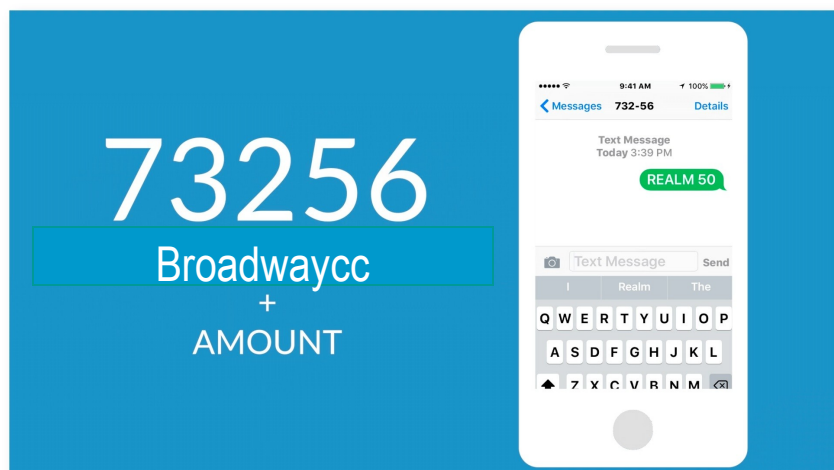 73256
Broadwaycc
+
AMOUNT
9:41 AM
100%
Messages
732-56
Details
Text Message
Today 3:39 PM
REALM 50
Text Message
Send
I
Realm
The
Q W E R T Y U I O P
A S D F G H J K L
Z X C V B N M